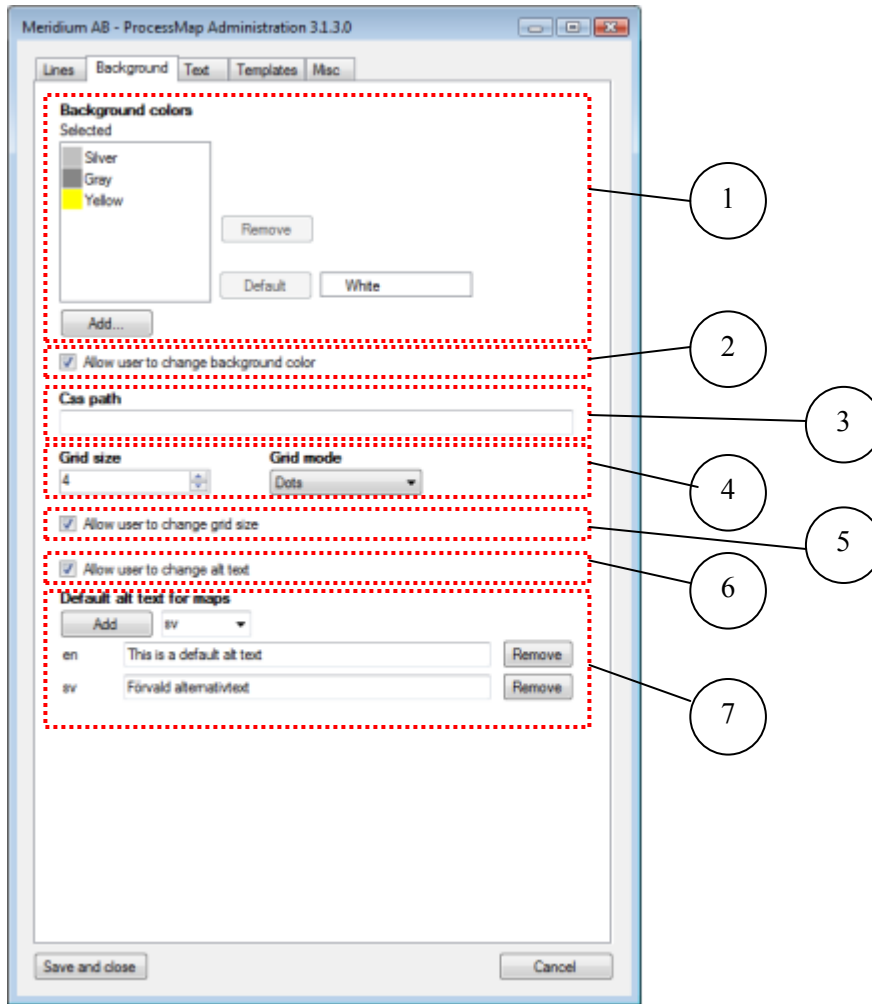 Meridium AB - ProcessMap Administration 3.1.3.0
Lines Background Text Templates Misc
Background colors
Selected
Silver
Gray
Yellow
Remove
Default White
Add...
Allow user to change background color
Css path
Grid size Grid mode
4 Dots
Allow user to change grid size
Allow user to change alt text
Default alt text for maps
Add sv
en This is a default alt text Remove
sv Förvald alternativtext Remove
Save and close Cancel
1
2
3
4
5
6
7